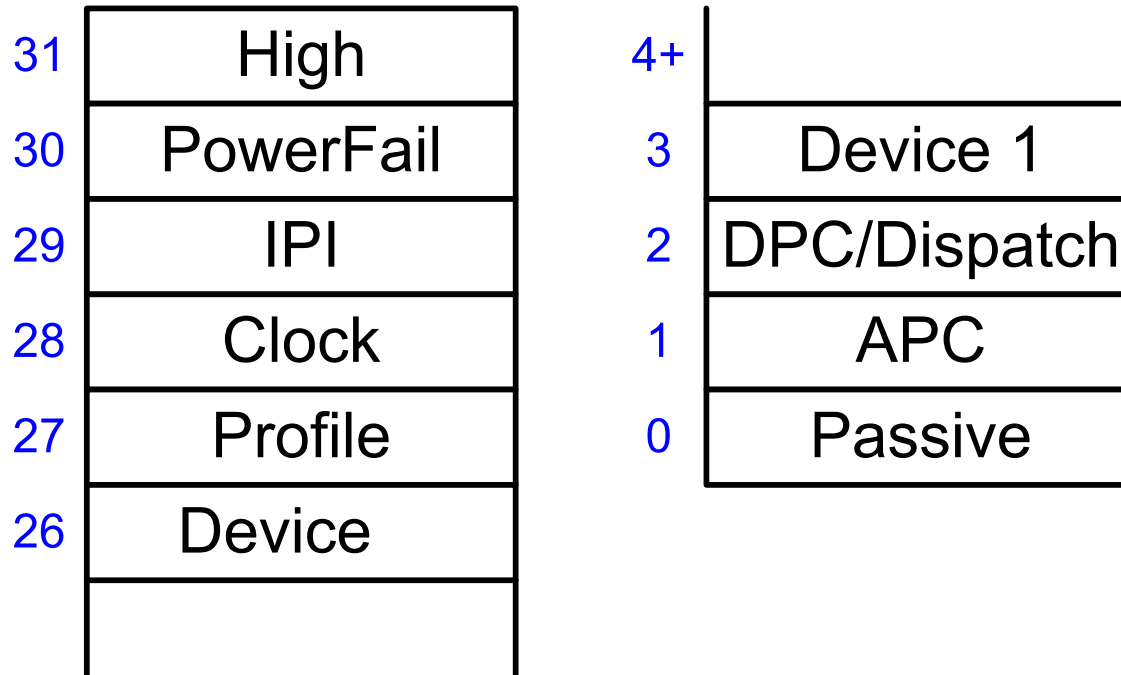 31 High
30 PowerFail
29 IPI
28 Clock
27 Profile
26 Device
4+
3 Device 1
2 DPC/Dispatch
1 APC
0 Passive